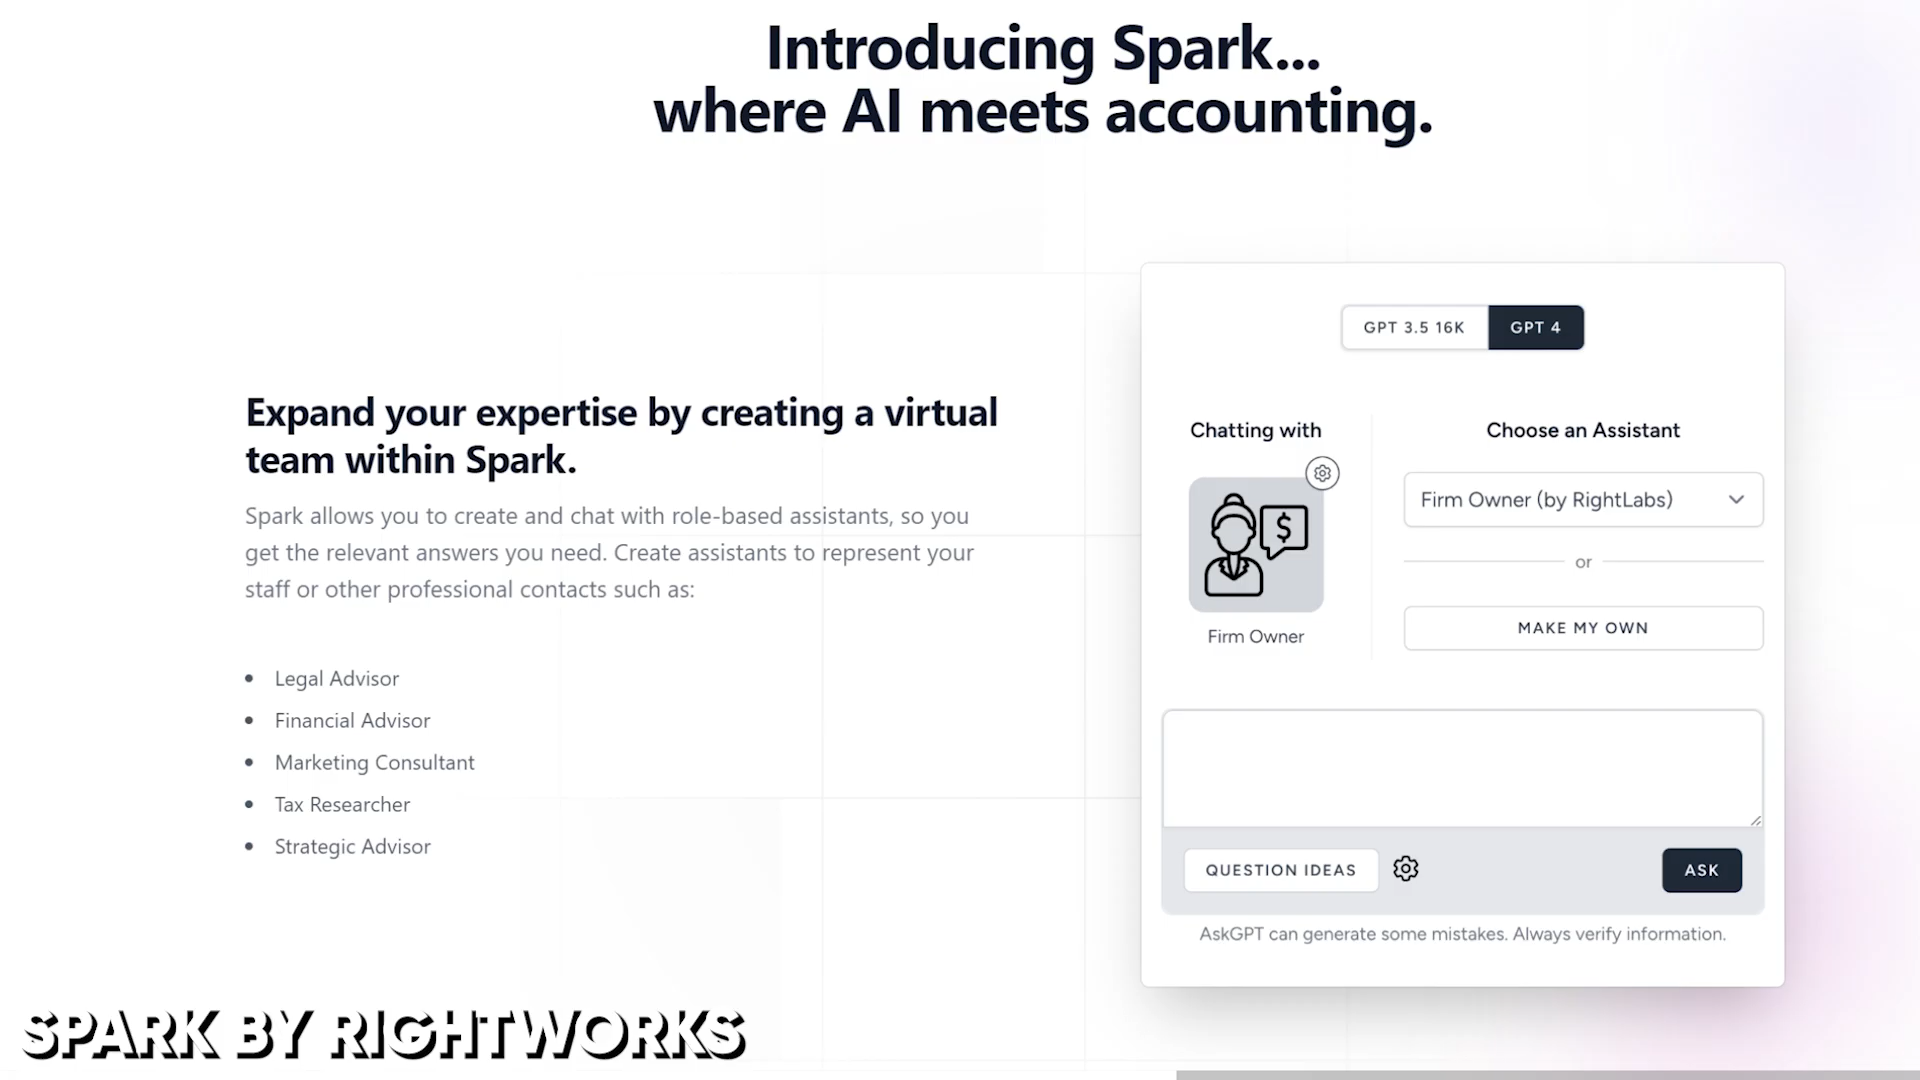 Introducing Spark...
where AI meets accounting.
Expand your expertise by creating a virtual
team within Spark.
Spark allows you to create and chat with role-based assistants, so you
get the relevant answers you need. Create assistants to represent your
staff or other professional contacts such as:
• Legal Advisor
• Financial Advisor
• Marketing Consultant
• Tax Researcher
• Strategic Advisor
GPT 3.5 16K GPT 4
Chatting with
$
Firm Owner
Choose an Assistant
Firm Owner (by RightLabs)
or
MAKE MY OWN
QUESTION IDEAS ASK
AskGPT can generate some mistakes. Always verify information.
SPARK BY RIGHTWORKS